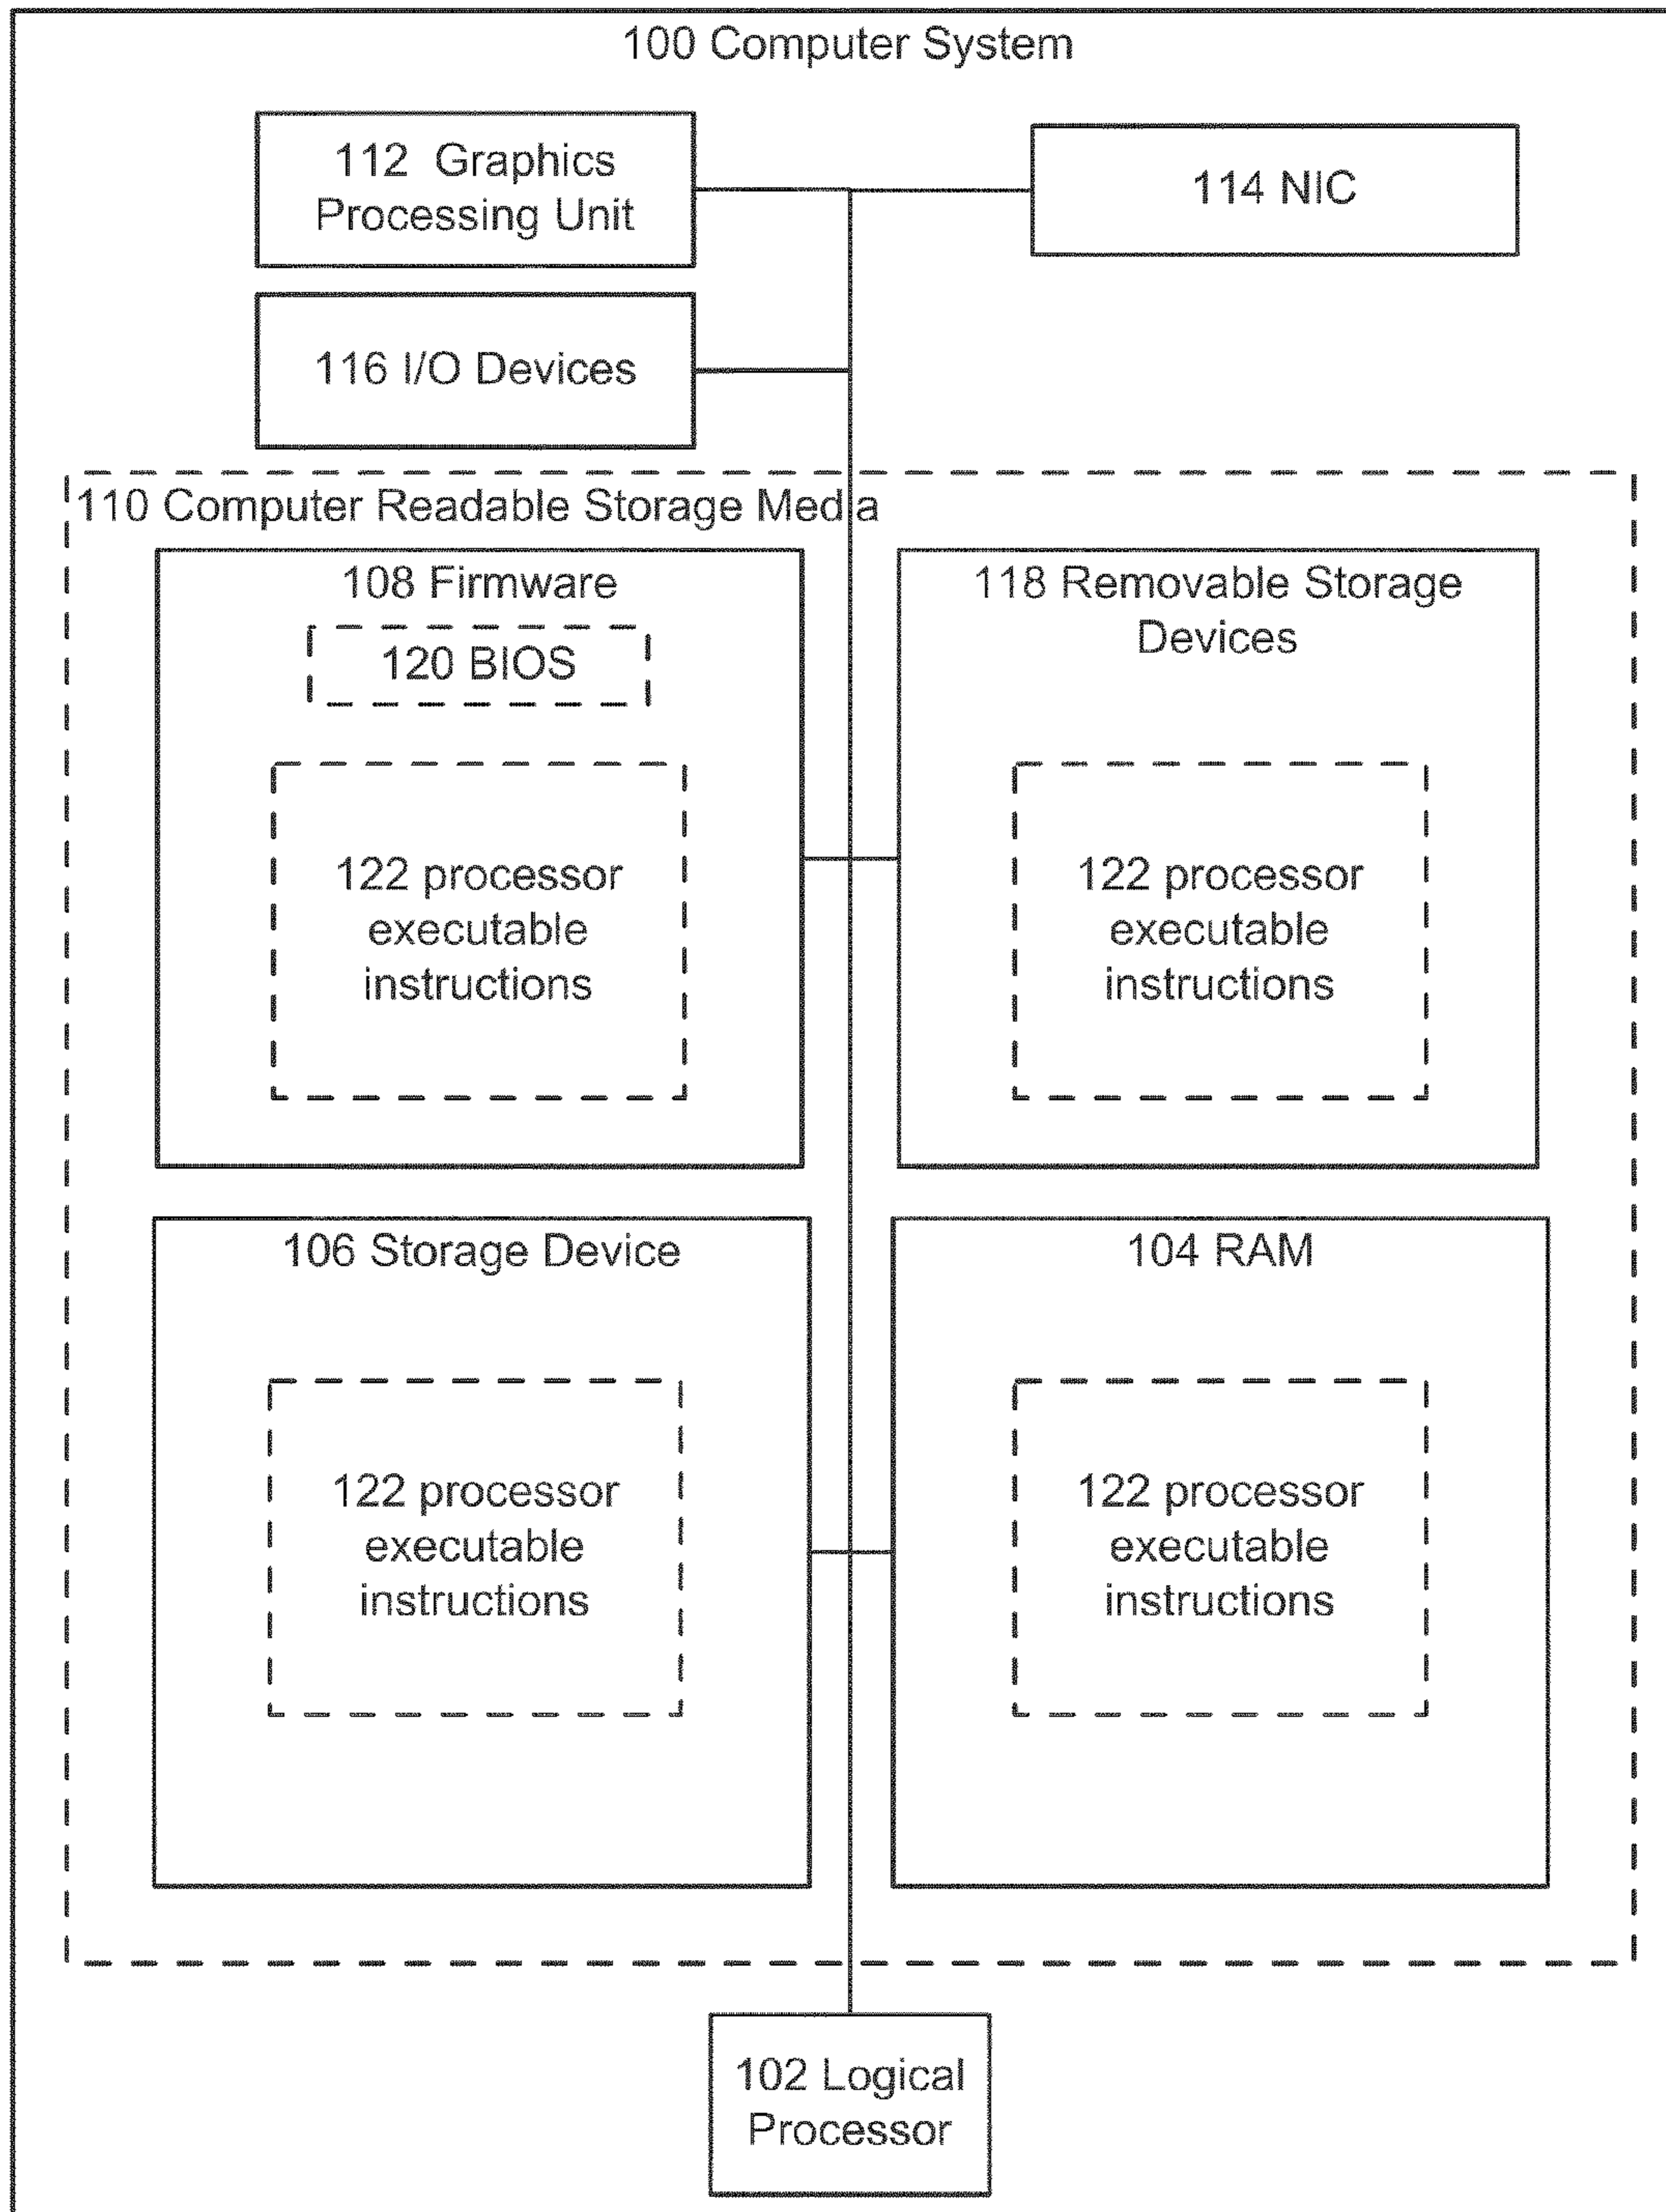 100 Computer System
112 Graphics
Processing Unit
114 NIC
116 I/O Devices
110 Computer Readable Storage Media
108 Firmware
120 BIOS
122 processor
executable
instructions
118 Removable Storage
Devices
122 processor
executable
instructions
106 Storage Device
122 processor
executable
instructions
104 RAM
122 processor
executable
instructions
102 Logical
Processor